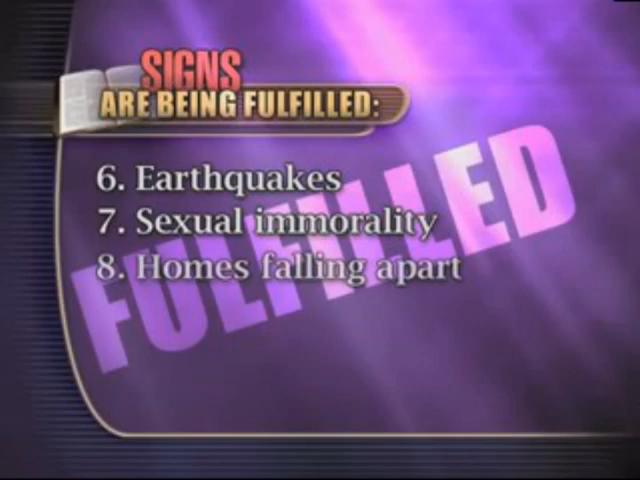 SIGNS
ARE BEING FULFILLED:
6. Earthquakes
7. Sexual immorality
8. Homes falling apart
FULFILLED